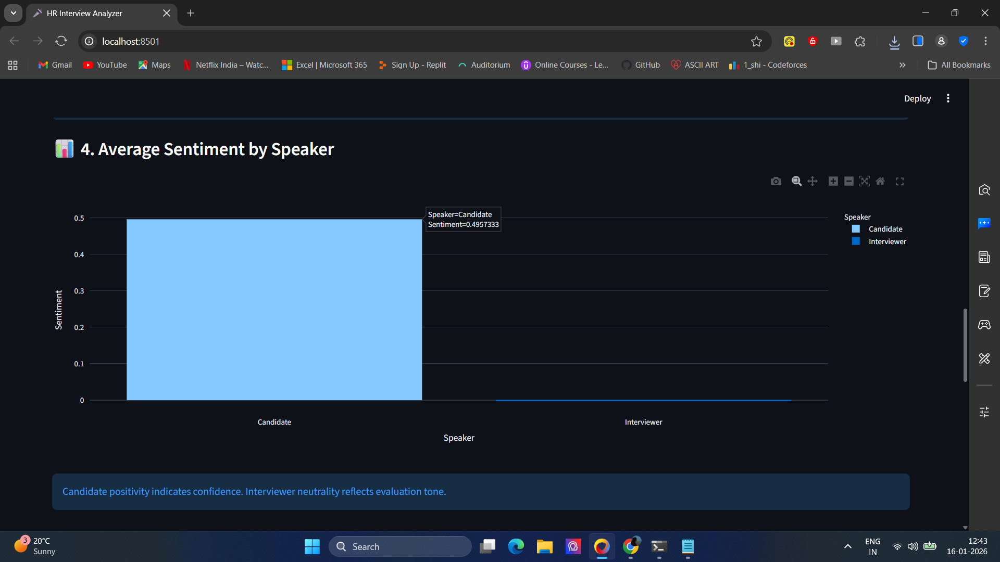 HR Interview Analyzer
localhost:8501
Gmail
YouTube
Maps
Netflix India – Watc...
Excel | Microsoft 365
Sign Up - Replit
Auditorium
Online Courses - Le...
GitHub
ASCII ART
1_shi - Codeforces
All Bookmarks
Deploy
4. Average Sentiment by Speaker
Speaker=Candidate
Sentiment=0.4957333
Speaker
Candidate
Interviewer
0.5
0.4
0.3
0.2
0.1
0
Sentiment
Candidate
Interviewer
Speaker
Candidate positivity indicates confidence. Interviewer neutrality reflects evaluation tone.
3
20°C
Sunny
Search
ENG
IN
12:43
16-01-2026